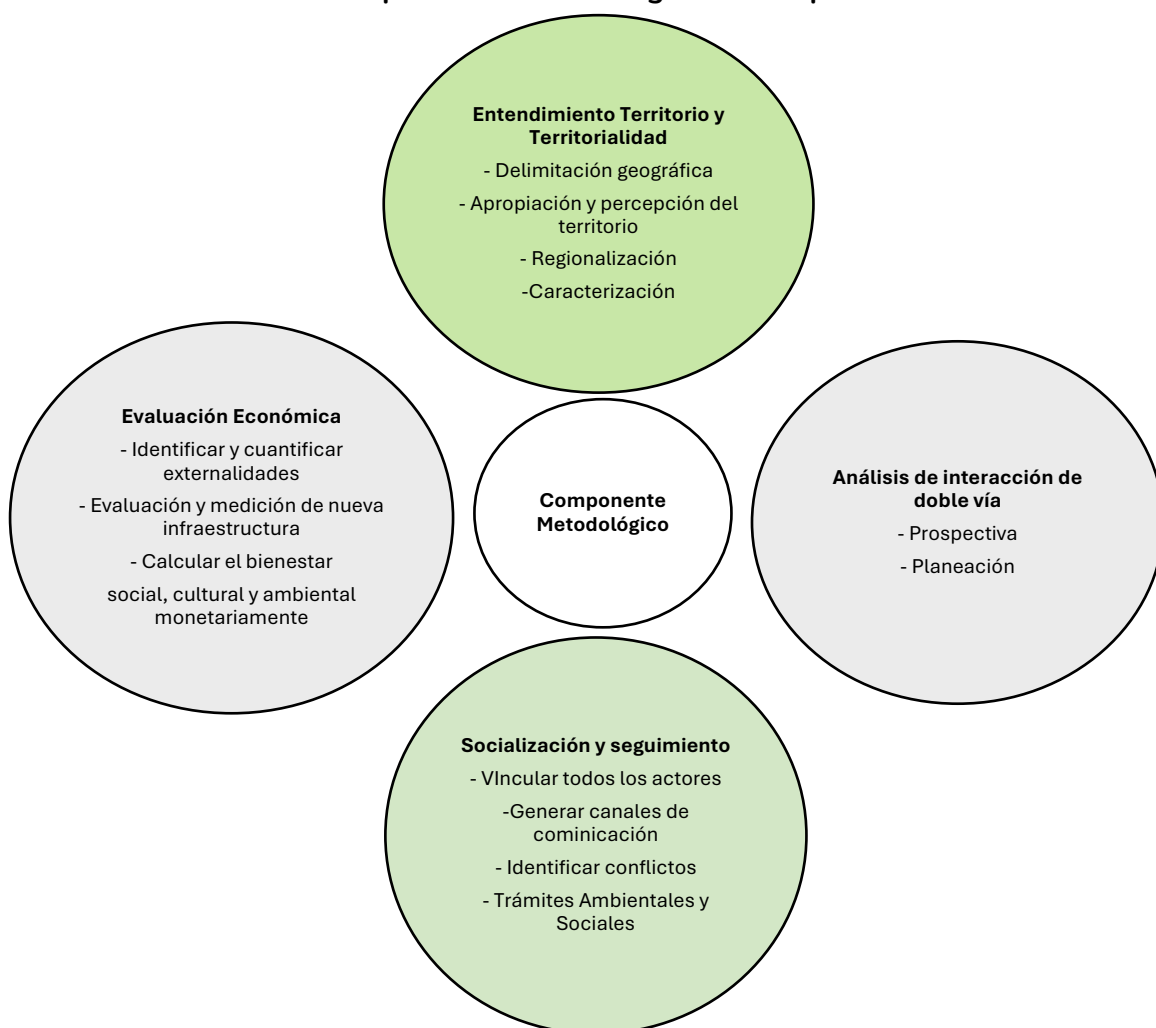 Entendimiento Territorio y
Territorialidad
- Delimitación geográfica
- Apropiación y percepción del
territorio
- Regionalización
-Caracterización
Evaluación Económica
- Identificar y cuantificar
externalidades
- Evaluación y medición de nueva
infraestructura
- Calcular el bienestar
social, cultural y ambiental
monetariamente
Componente
Metodológico
Análisis de interacción de
doble vía
- Prospectiva
- Planeación
Socialización y seguimiento
- VIncular todos los actores
-Generar canales de
cominicación
- Identificar conflictos
- Trámites Ambientales y
Sociales